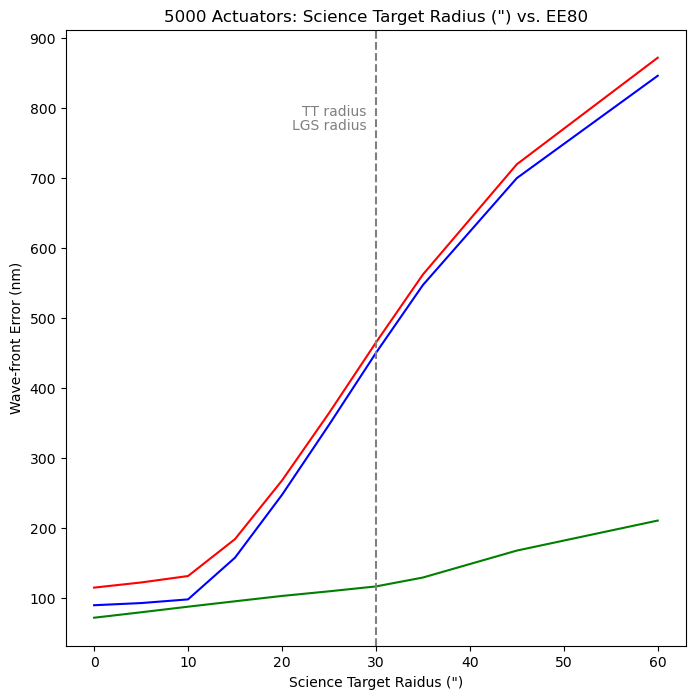 5000 Actuators: Science Target Radius (") vs. EE80
900
800
700
600
500
400
300
200
100
Wave-front Error (nm)
TT radius
LGS radius
0 10 20 30 40 50 60
Science Target Raidus (")